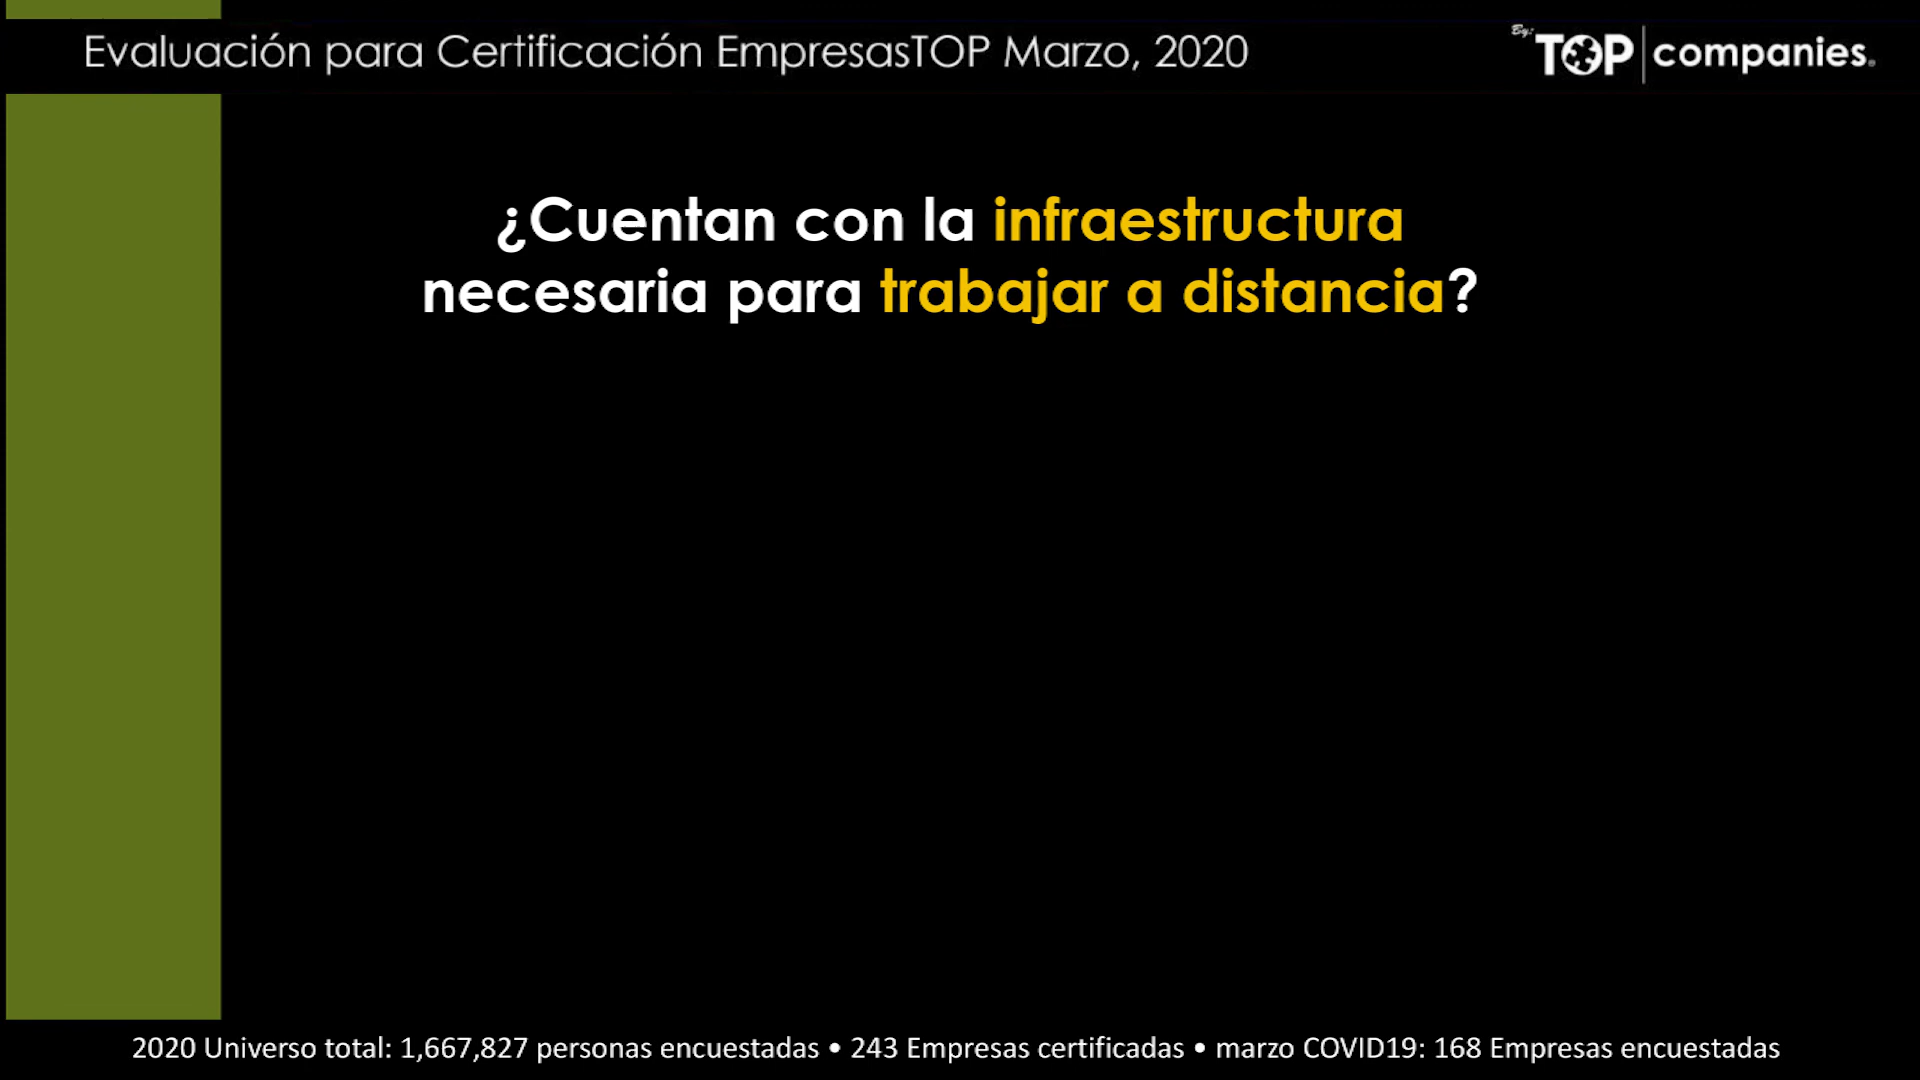 Evaluación para Certificación EmpresasTOP Marzo, 2020
By: TOP companies.
¿Cuentan con la infraestructura
necesaria para trabajar a distancia?
2020 Universo total: 1,667,827 personas encuestadas • 243 Empresas certificadas • marzo COVID19: 168 Empresas encuestadas